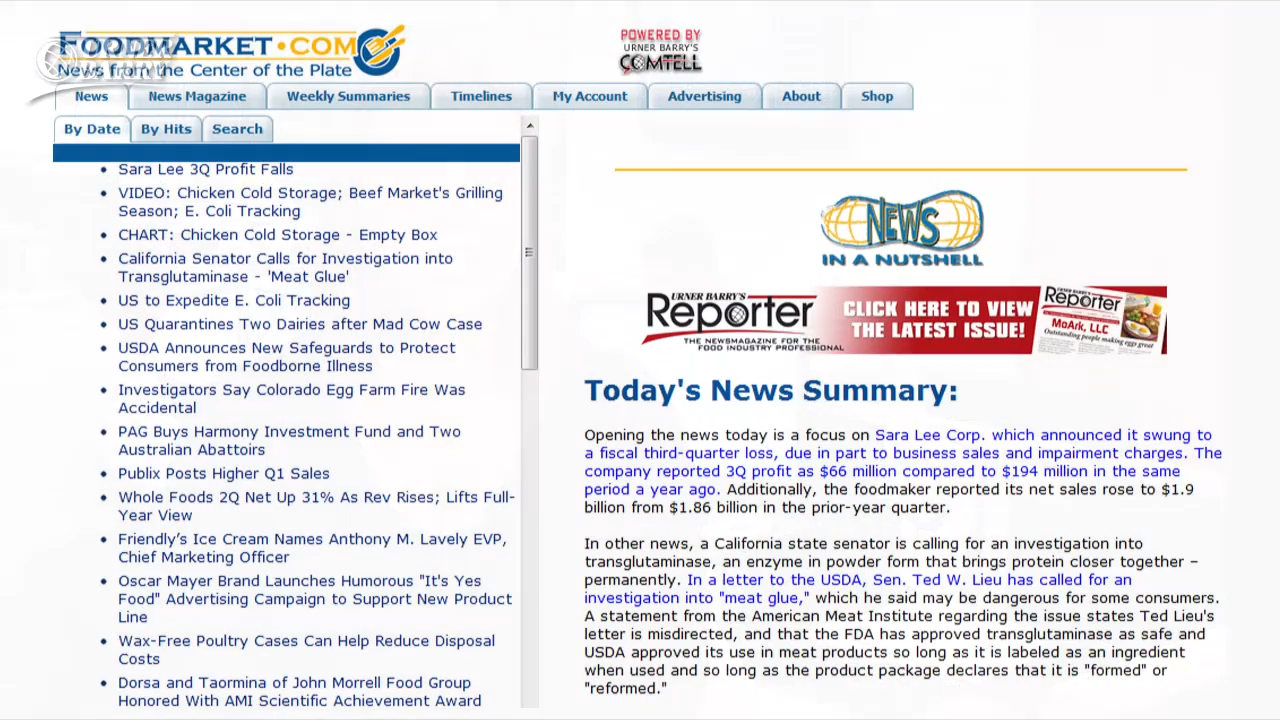 FOODMARKET•COM
News from the Center of the Plate
POWERED BY
URNER BARRY'S
COMTELL
News
News Magazine
Weekly Summaries
Timelines
My Account
Advertising
About
Shop
By Date
By Hits
Search
• Sara Lee 3Q Profit Falls
• VIDEO: Chicken Cold Storage; Beef Market's Grilling
Season; E. Coli Tracking
• CHART: Chicken Cold Storage - Empty Box
• California Senator Calls for Investigation into
Transglutaminase - 'Meat Glue'
• US to Expedite E. Coli Tracking
• US Quarantines Two Dairies after Mad Cow Case
• USDA Announces New Safeguards to Protect
Consumers from Foodborne Illness
• Investigators Say Colorado Egg Farm Fire Was
Accidental
• PAG Buys Harmony Investment Fund and Two
Australian Abattoirs
• Publix Posts Higher Q1 Sales
• Whole Foods 2Q Net Up 31% As Rev Rises; Lifts Full-
Year View
• Friendly’s Ice Cream Names Anthony M. Lavely EVP,
Chief Marketing Officer
• Oscar Mayer Brand Launches Humorous "It's Yes
Food" Advertising Campaign to Support New Product
Line
• Wax-Free Poultry Cases Can Help Reduce Disposal
Costs
• Dorsa and Taormina of John Morrell Food Group
Honored With AMI Scientific Achievement Award
NEWS
IN A NUTSHELL
URNER BARRY'S
Reporter
THE NEWSMAGAZINE FOR THE
FOOD INDUSTRY PROFESSIONAL
CLICK HERE TO VIEW
THE LATEST ISSUE!
Reporter
MoArk, LLC
Outstanding people making eggs great
Today's News Summary:
Opening the news today is a focus on Sara Lee Corp. which announced it swung to
a fiscal third-quarter loss, due in part to business sales and impairment charges. The
company reported 3Q profit as $66 million compared to $194 million in the same
period a year ago. Additionally, the foodmaker reported its net sales rose to $1.9
billion from $1.86 billion in the prior-year quarter.
In other news, a California state senator is calling for an investigation into
transglutaminase, an enzyme in powder form that brings protein closer together –
permanently. In a letter to the USDA, Sen. Ted W. Lieu has called for an
investigation into "meat glue," which he said may be dangerous for some consumers.
A statement from the American Meat Institute regarding the issue states Ted Lieu's
letter is misdirected, and that the FDA has approved transglutaminase as safe and
USDA approved its use in meat products so long as it is labeled as an ingredient
when used and so long as the product package declares that it is "formed" or
"reformed."